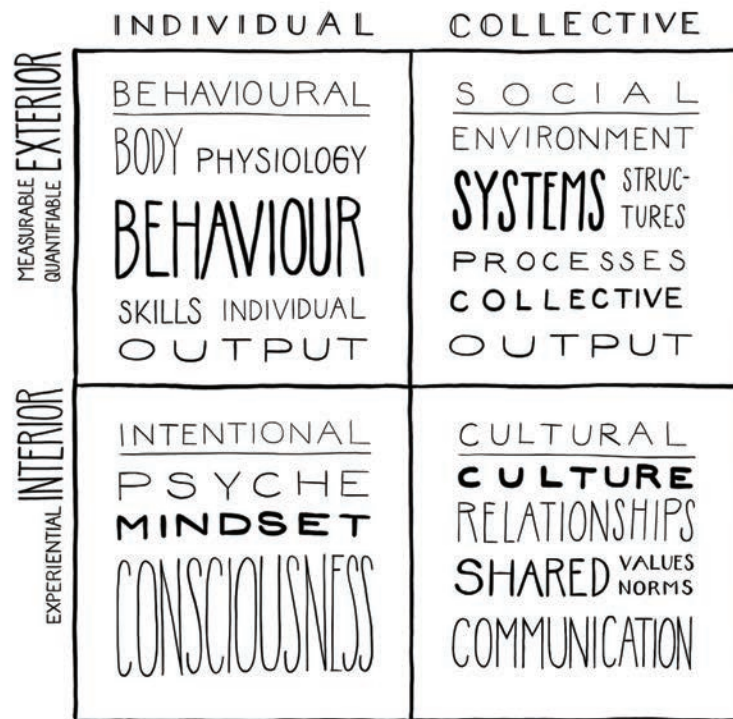 INDIVIDUAL
COLLECTIVE
EXTERIOR
MEASURABLE
QUANTIFIABLE
BEHAVIOURAL
BODY PHYSIOLOGY
BEHAVIOUR
SKILLS INDIVIDUAL
OUTPUT
SOCIAL
ENVIRONMENT
SYSTEMS STRUC-
TURES
PROCESSES
COLLECTIVE
OUTPUT
INTERIOR
EXPERIENTIAL
INTENTIONAL
PSYCHE
MINDSET
CONSCIOUSNESS
CULTURAL
CULTURE
RELATIONSHIPS
SHARED VALUES
NORMS
COMMUNICATION